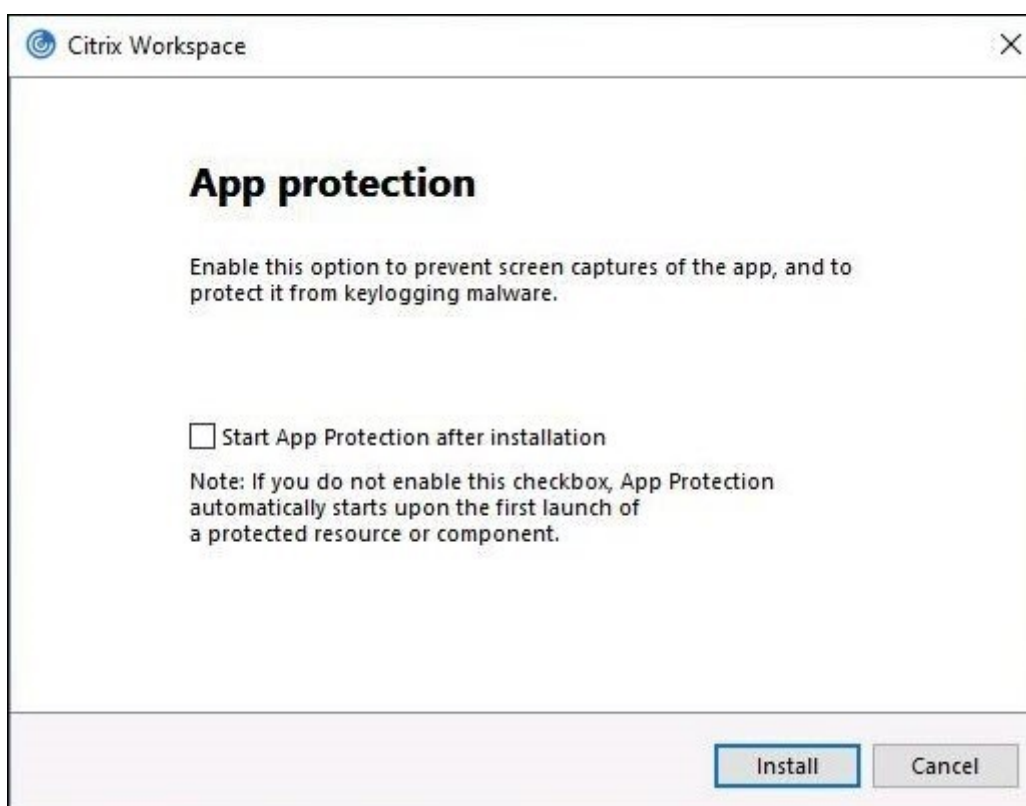 Citrix Workspace
App protection
Enable this option to prevent screen captures of the app, and to
protect it from keylogging malware.
Start App Protection after installation
Note: If you do not enable this checkbox, App Protection
automatically starts upon the first launch of
a protected resource or component.
Install
Cancel